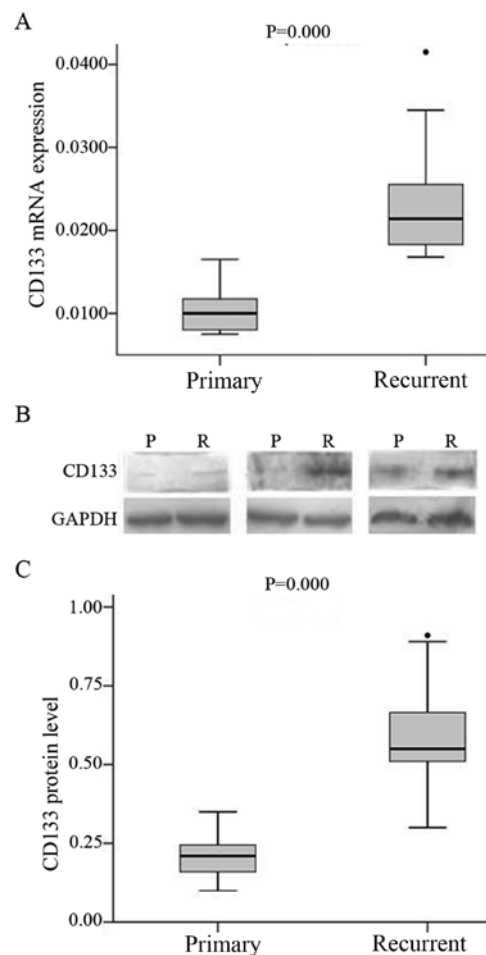 A
P=0.000
0.0400
0.0300
0.0200
0.0100
CD133 mRNA expression
Primary Recurrent
B
P R P R P R
CD133
GAPDH
C
P=0.000
1.00
0.75
0.50
0.25
0.00
CD133 protein level
Primary Recurrent